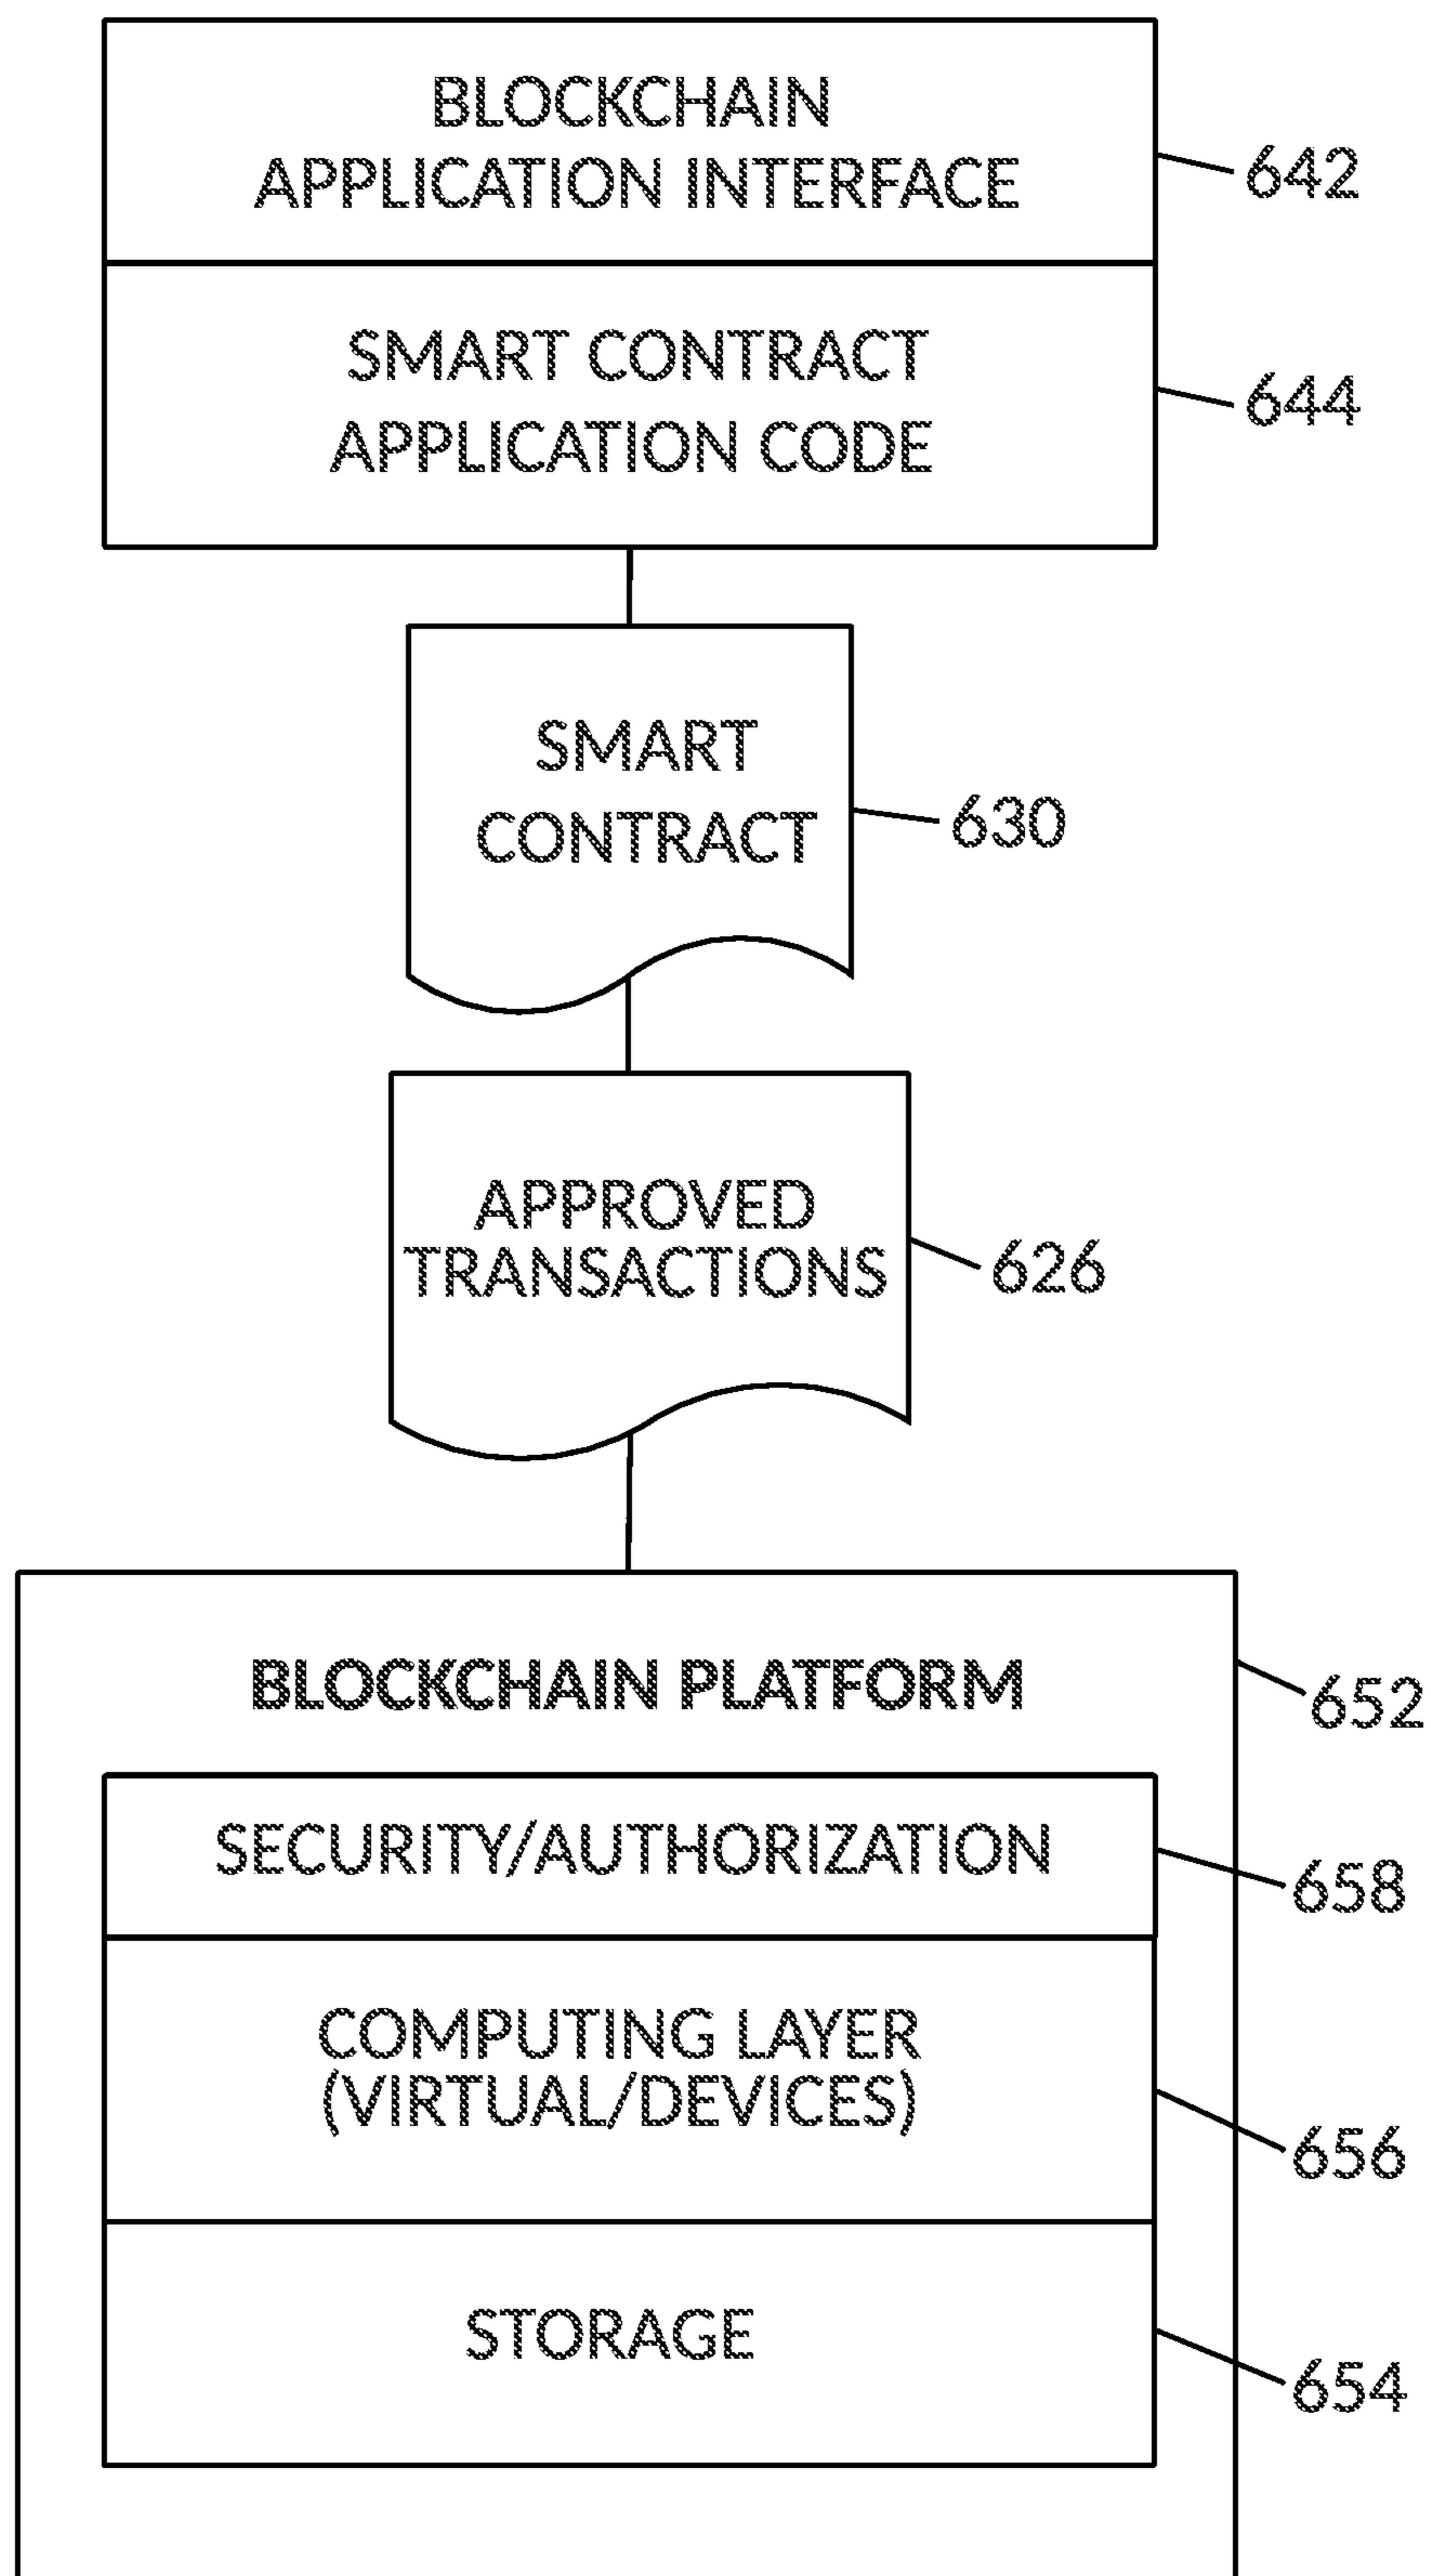 BLOCKCHAIN
APPLICATION INTERFACE
642
SMART CONTRACT
APPLICATION CODE
644
SMART
CONTRACT
630
APPROVED
TRANSACTIONS
626
BLOCKCHAIN PLATFORM
652
SECURITY/AUTHORIZATION
658
COMPUTING LAYER
(VIRTUAL/DEVICES)
656
STORAGE
654